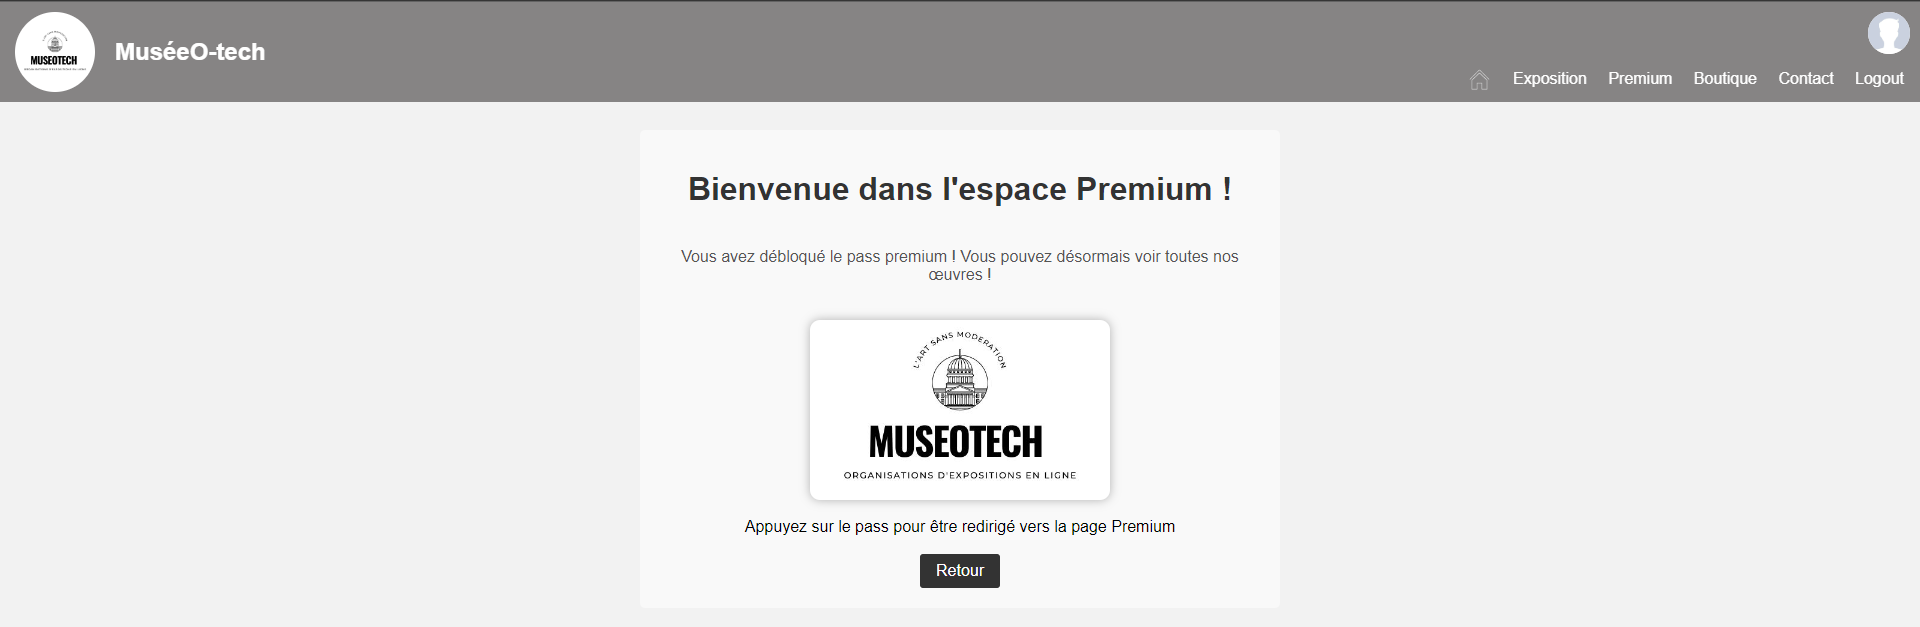 MUSEOTECH
MuséeO-tech
Exposition Premium Boutique Contact Logout
Bienvenue dans l'espace Premium !
Vous avez débloqué le pass premium ! Vous pouvez désormais voir toutes nos
œuvres !
L'ART SANS MODERATION
MUSEOTECH
ORGANISATIONS D'EXPOSITIONS EN LIGNE
Appuyez sur le pass pour être redirigé vers la page Premium
Retour